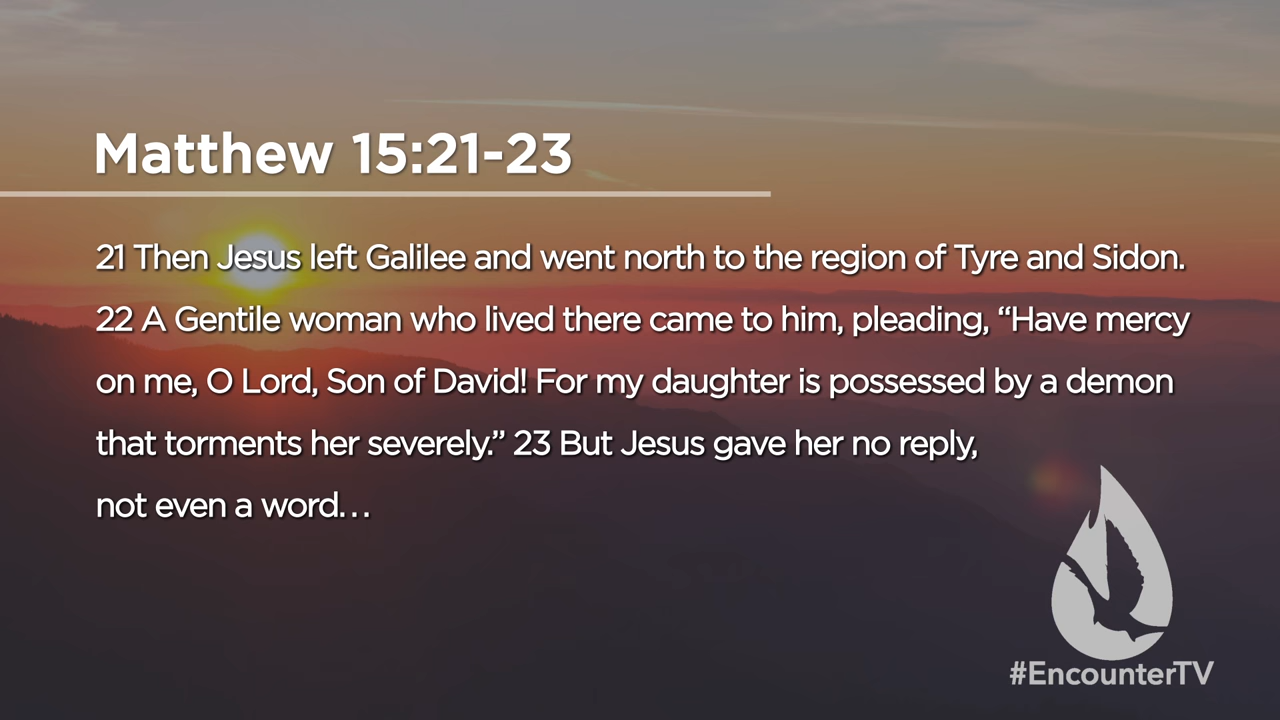 Matthew 15:21-23
21 Then Jesus left Galilee and went north to the region of Tyre and Sidon.
22 A Gentile woman who lived there came to him, pleading, “Have mercy
on me, O Lord, Son of David! For my daughter is possessed by a demon
that torments her severely.” 23 But Jesus gave her no reply,
not even a word…
#EncounterTV